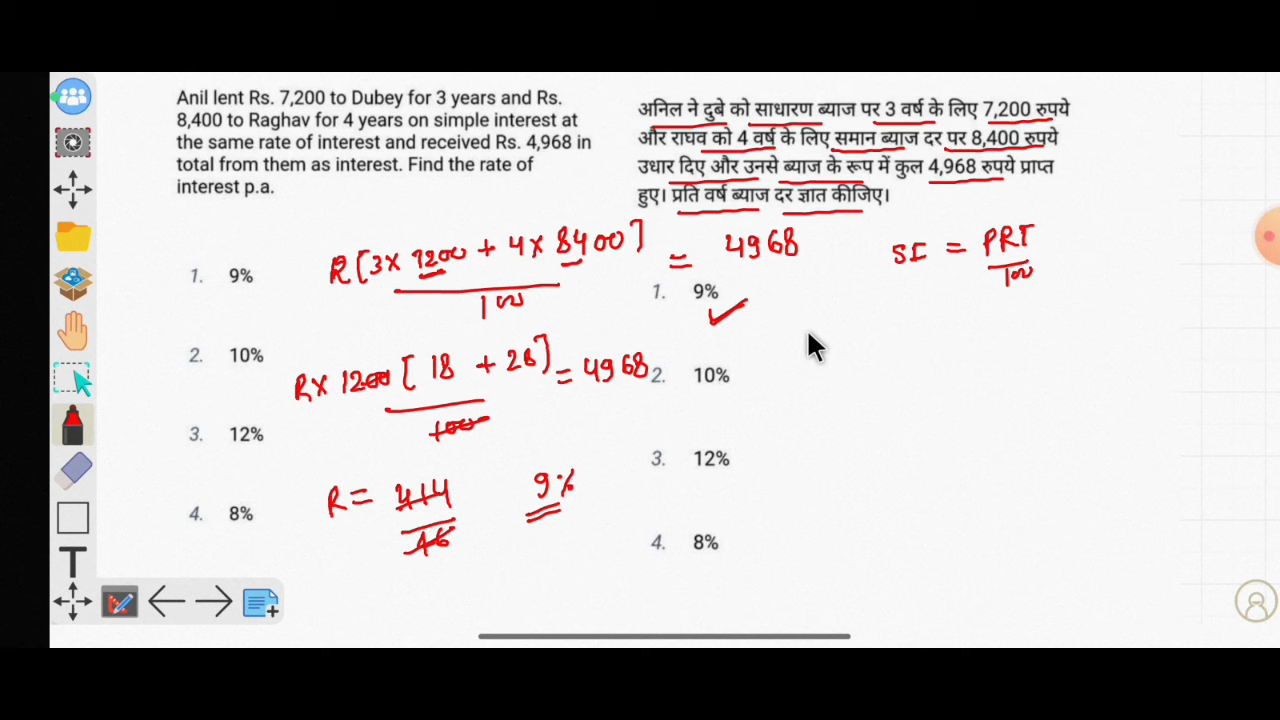 Anil lent Rs. 7,200 to Dubey for 3 years and Rs.
8,400 to Raghav for 4 years on simple interest at
the same rate of interest and received Rs. 4,968 in
total from them as interest. Find the rate of
interest p.a.
1. 9%
2. 10%
3. 12%
4. 8%
अनिल ने दुबे को साधारण ब्याज पर 3 वर्ष के लिए 7,200 रुपये
और राघव को 4 वर्ष के लिए समान ब्याज दर पर 8,400 रुपये
उधार दिए और उनसे ब्याज के रूप में कुल 4,968 रुपये प्राप्त
हुए। प्रति वर्ष ब्याज दर ज्ञात कीजिए।
1. 9%
2. 10%
3. 12%
4. 8%
R[3× 7200 + 4× 8400] = 4968
100
SI = PRT
100
R× 1200 [ 18 + 28] = 4968
100
R = 414 9%
46
T